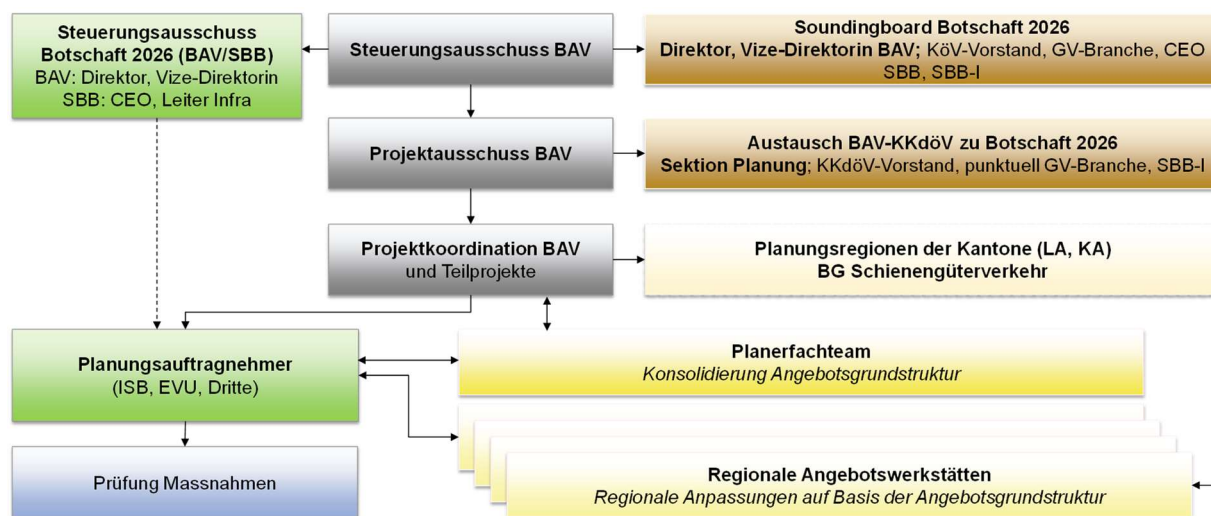 Steuerungsausschuss
Botschaft 2026 (BAV/SBB)
BAV: Direktor, Vize-Direktorin
SBB: CEO, Leiter Infra
Steuerungsausschuss BAV
Soundingboard Botschaft 2026
Direktor, Vize-Direktorin BAV; KöV-Vorstand, GV-Branche, CEO
SBB, SBB-I
Projektausschuss BAV
Austausch BAV-KKdöV zu Botschaft 2026
Sektion Planung; KKdöV-Vorstand, punktuell GV-Branche, SBB-I
Projektkoordination BAV
und Teilprojekte
Planungsregionen der Kantone (LA, KA)
BG Schienengüterverkehr
Planungsauftragnehmer
(ISB, EVU, Dritte)
Planerfachteam
Konsolidierung Angebotsgrundstruktur
Prüfung Massnahmen
Regionale Angebotswerkstätten
Regionale Anpassungen auf Basis der Angebotsgrundstruktur